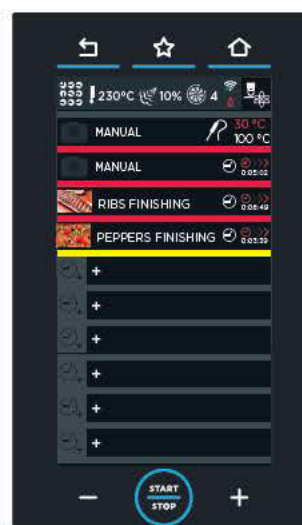 230°C 10% 4
MANUAL 30 °C
100 °C
MANUAL 0:05:02
RIBS FINISHING 0:08:49
PEPPERS FINISHING 0:03:39
+
+
+
+
+
+
- START +
STOP